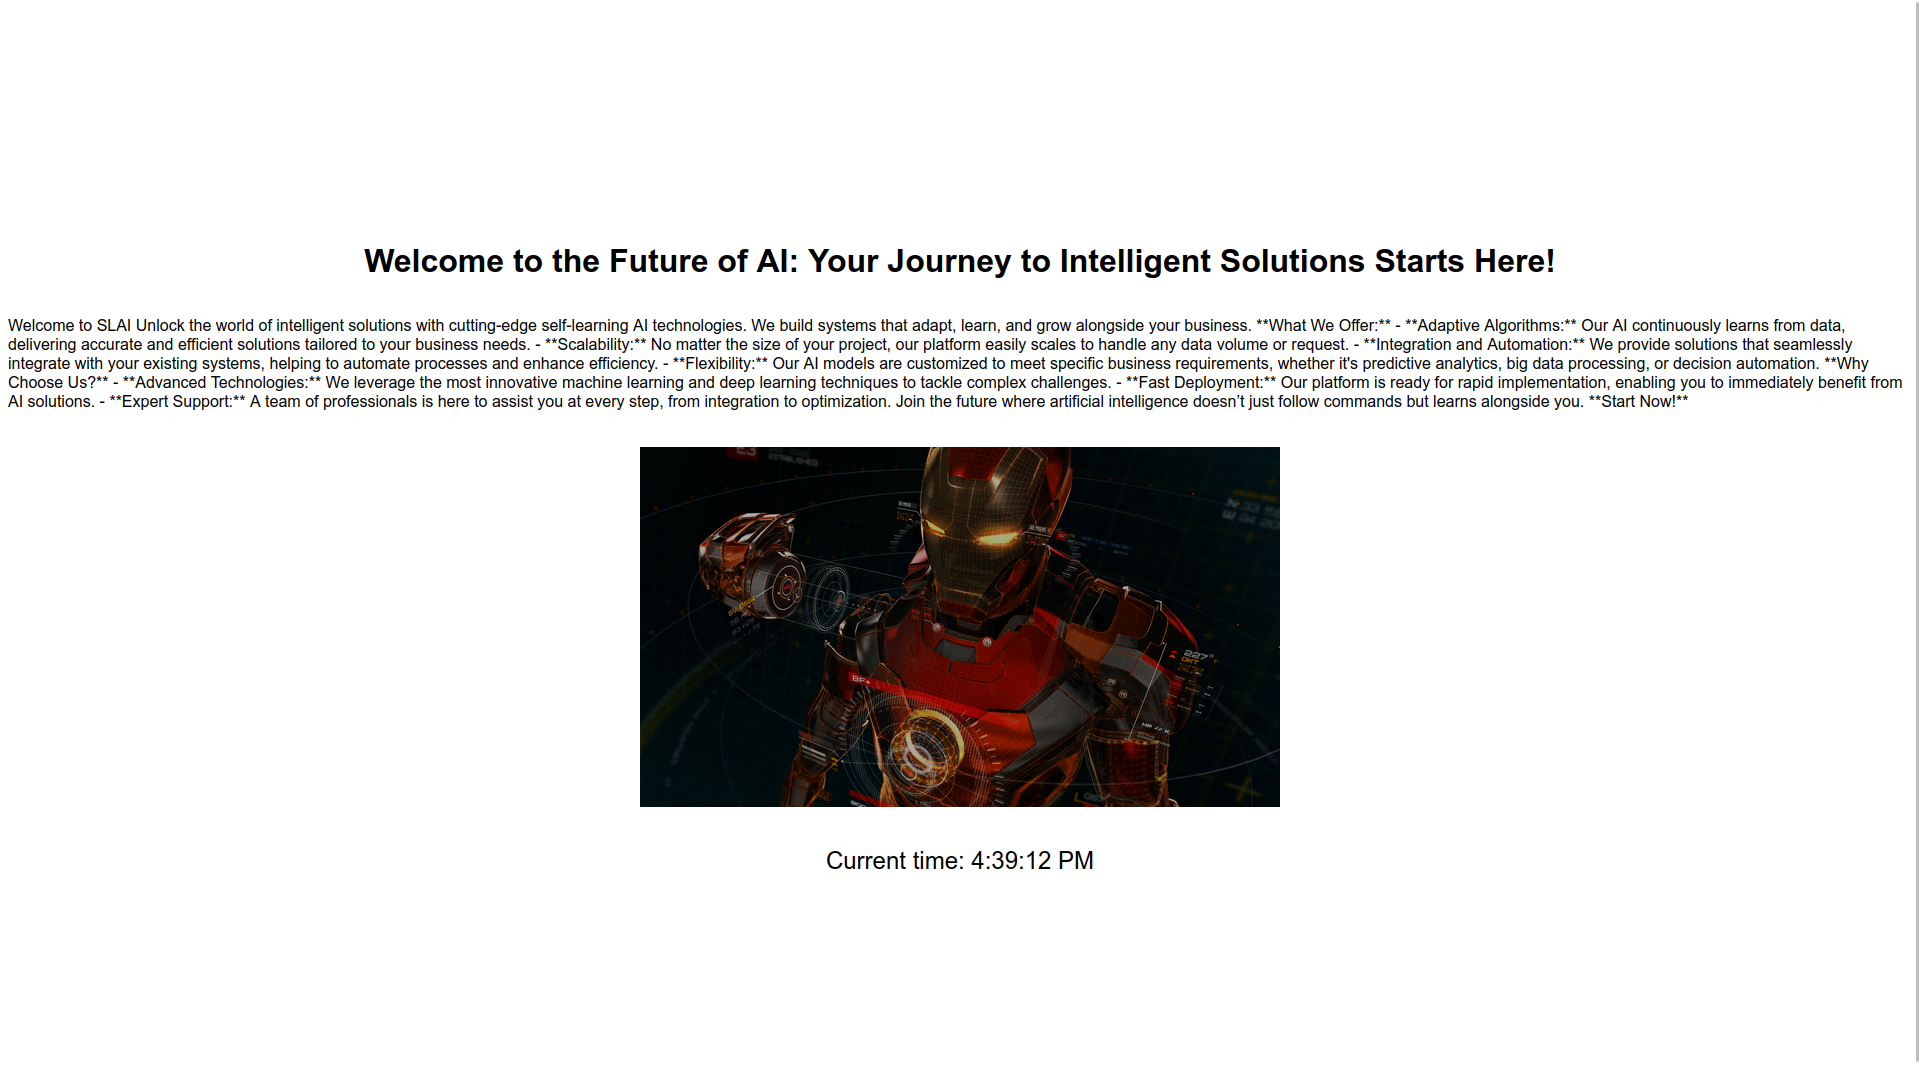 Welcome to the Future of AI: Your Journey to Intelligent Solutions Starts Here!
Welcome to SLAI Unlock the world of intelligent solutions with cutting-edge self-learning AI technologies. We build systems that adapt, learn, and grow alongside your business. **What We Offer:** - **Adaptive Algorithms:** Our AI continuously learns from data,
delivering accurate and efficient solutions tailored to your business needs. - **Scalability:** No matter the size of your project, our platform easily scales to handle any data volume or request. - **Integration and Automation:** We provide solutions that seamlessly
integrate with your existing systems, helping to automate processes and enhance efficiency. - **Flexibility:** Our AI models are customized to meet specific business requirements, whether it's predictive analytics, big data processing, or decision automation. **Why
Choose Us?** - **Advanced Technologies:** We leverage the most innovative machine learning and deep learning techniques to tackle complex challenges. - **Fast Deployment:** Our platform is ready for rapid implementation, enabling you to immediately benefit from
AI solutions. - **Expert Support:** A team of professionals is here to assist you at every step, from integration to optimization. Join the future where artificial intelligence doesn’t just follow commands but learns alongside you. **Start Now!**
E3
ESTABLISHED
2.155
2.155
227°
OKT
BF+
HP // X
Current time: 4:39:12 PM